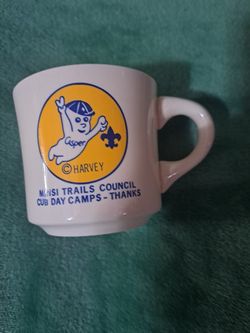 Casper
© HARVEY
MINSI TRAILS COUNCIL
CUB DAY CAMPS - THANKS